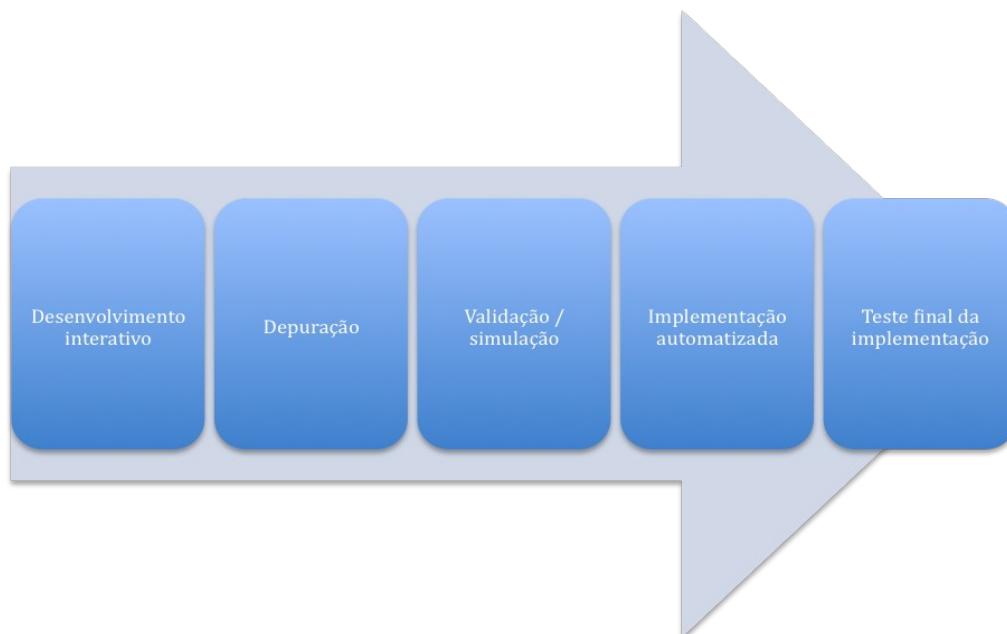 Desenvolvimento
interativo
Depuração
Validação /
simulação
Implementação
automatizada
Teste final da
implementação